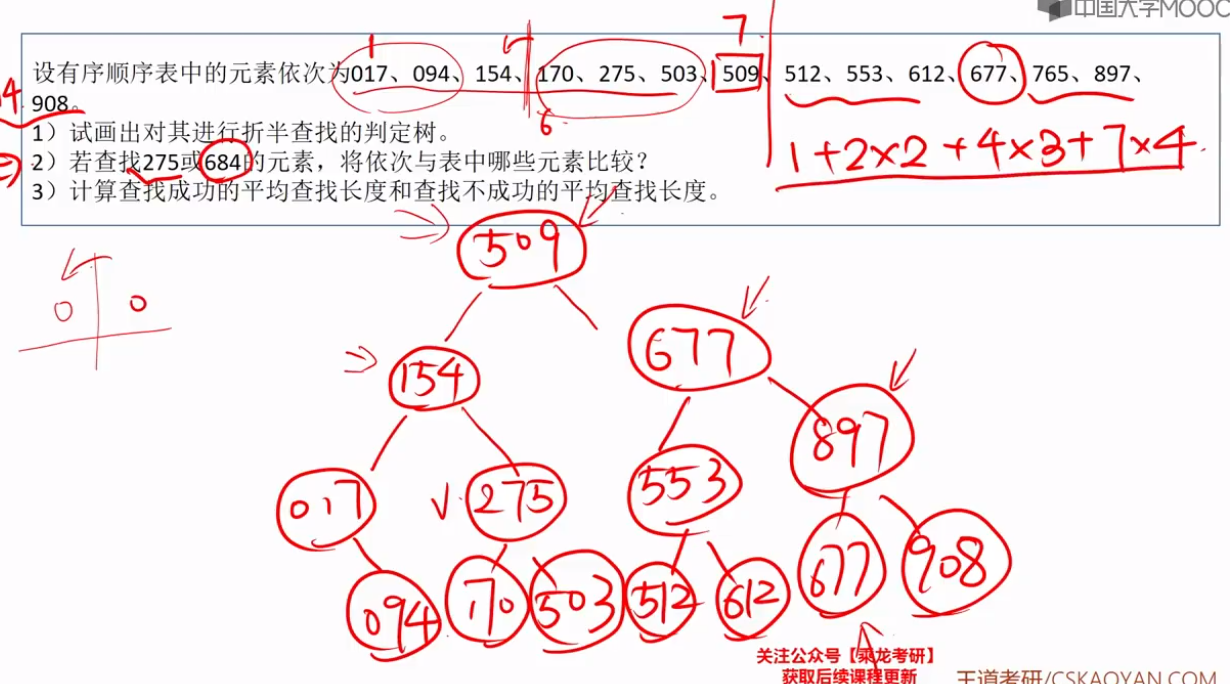 中国大学MOOC
7
1
设有序顺序表中的元素依次为017、094、154、170、275、503、509、512、553、612、677、765、897、
14
908。
6
1）试画出对其进行折半查找的判定树。
1+2×2+4×3+7×4
2）若查找275或684的元素，将依次与表中哪些元素比较？
3）计算查找成功的平均查找长度和查找不成功的平均查找长度。
509
0 0
677
154
897
017 275 553
094 170 503 512 612 677 908
关注公众号【乘龙考研】
获取后续课程更新
王道考研/CSKAOYAN.COM